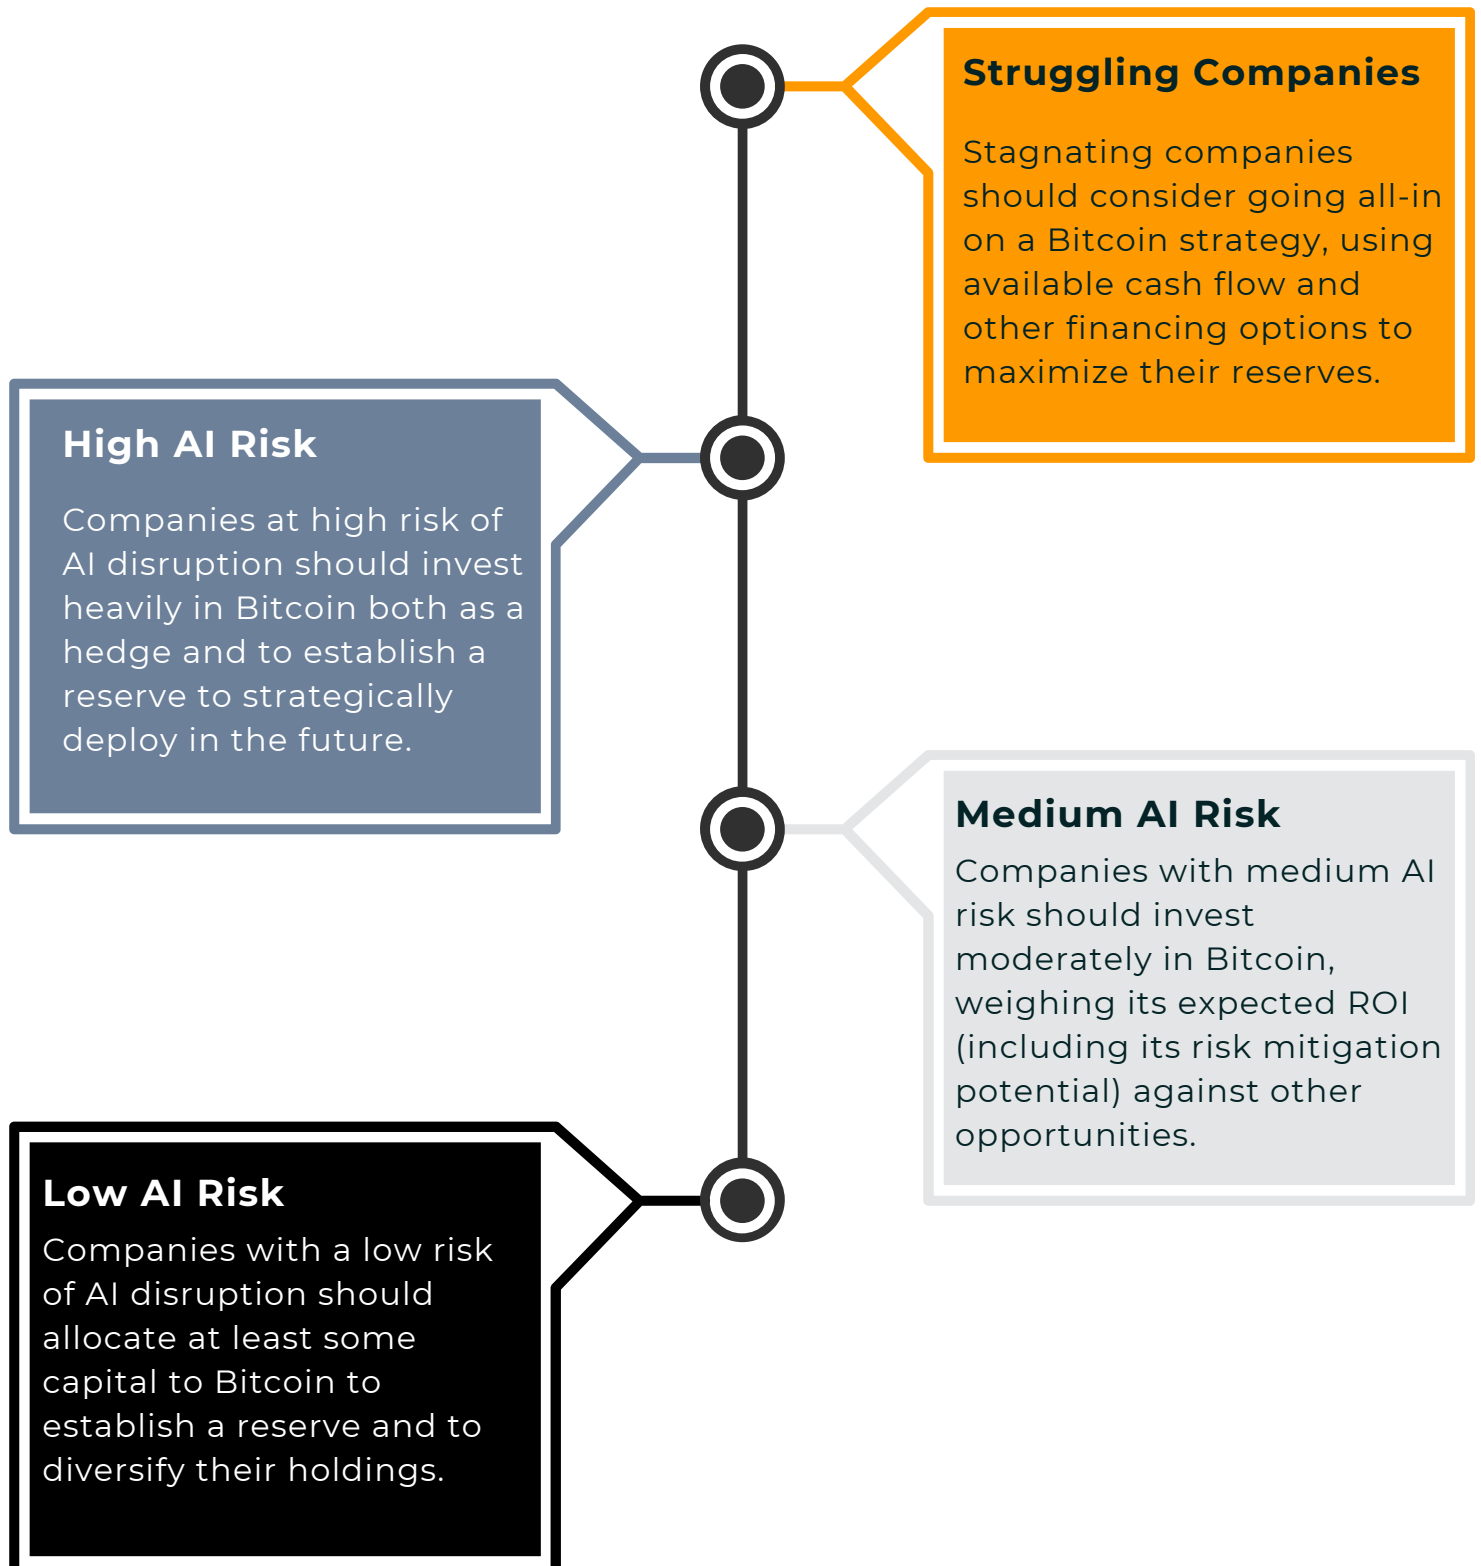 Struggling Companies
Stagnating companies
should consider going all-in
on a Bitcoin strategy, using
available cash flow and
other financing options to
maximize their reserves.
High AI Risk
Companies at high risk of
AI disruption should invest
heavily in Bitcoin both as a
hedge and to establish a
reserve to strategically
deploy in the future.
Medium AI Risk
Companies with medium AI
risk should invest
moderately in Bitcoin,
weighing its expected ROI
(including its risk mitigation
potential) against other
opportunities.
Low AI Risk
Companies with a low risk
of AI disruption should
allocate at least some
capital to Bitcoin to
establish a reserve and to
diversify their holdings.